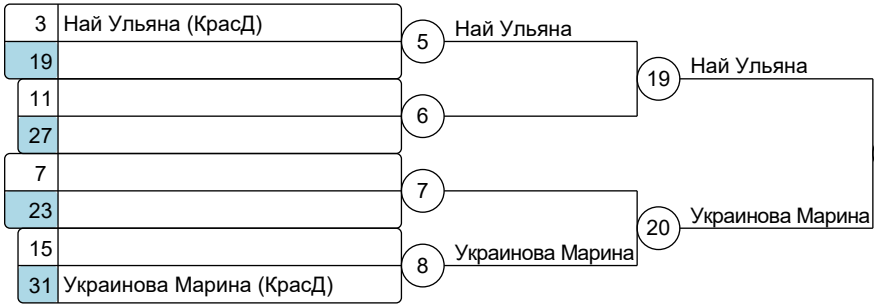 3 Най Ульяна (КрасД)
5 Най Ульяна
19
19 Най Ульяна
11
6
27
7
7
23
20 Украинова Марина
15
8 Украинова Марина
31 Украинова Марина (КрасД)